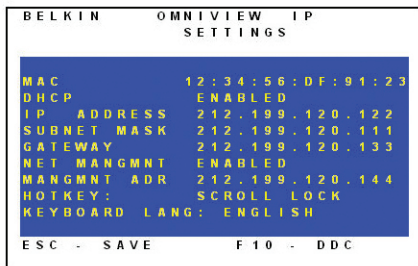 BELKIN OMNIVIEW IP
SETTINGS
MAC 12:34:56:DF:91:23
DHCP ENABLED
IP ADDRESS 212.199.120.122
SUBNET MASK 212.199.120.111
GATEWAY 212.199.120.133
NET MANGMNT ENABLED
MANGMNT ADR 212.199.120.144
HOTKEY: SCROLL LOCK
KEYBOARD LANG: ENGLISH
ESC - SAVE F10 - DDC